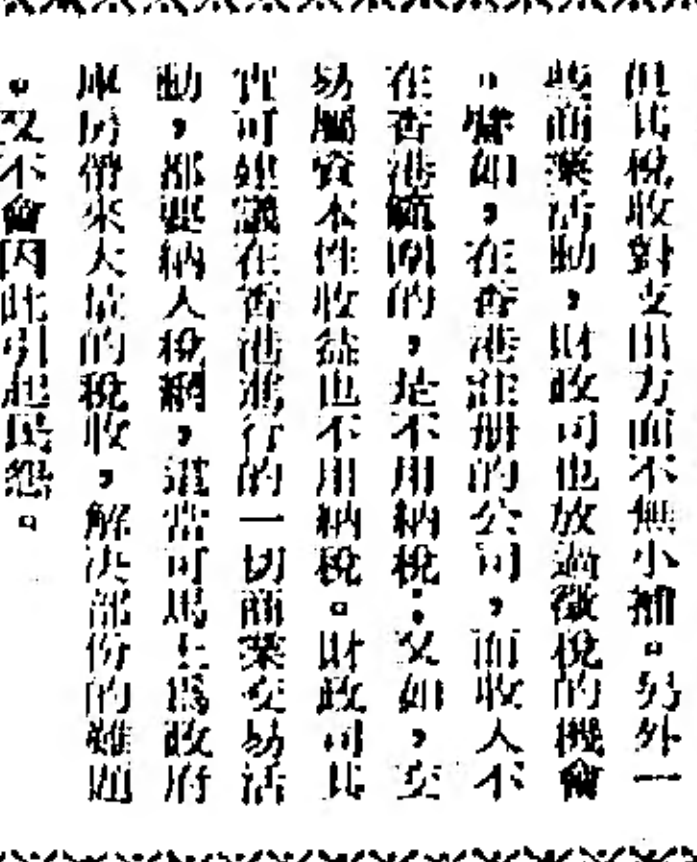 但其稅收對支出方面不無小補。另外一
些商業活動，財政司也放過徵稅的機會
。譬如，在香港註册的公司，而收入不
在香港範圍的，是不用納稅；又如，交
易屬資本性收益也不用納稅。財政司其
實可建議在香港進行的一切商業交易活
動，都要納入稅網，這當可馬上爲政府
庫房帶來大量的稅收，解决部份的難題
。又不會因此引起民怨。